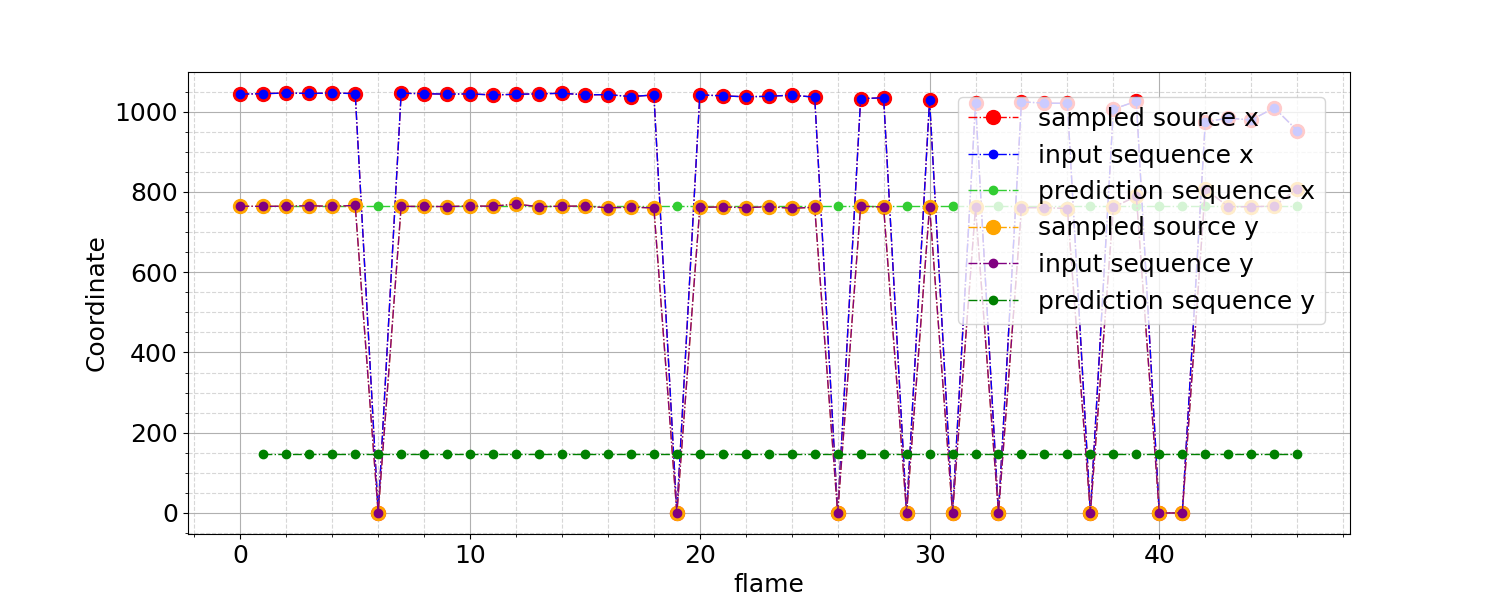 1000
800
600
400
200
0
Coordinate
0
10
20
30
40
flame
sampled source x
input sequence x
prediction sequence x
sampled source y
input sequence y
prediction sequence y